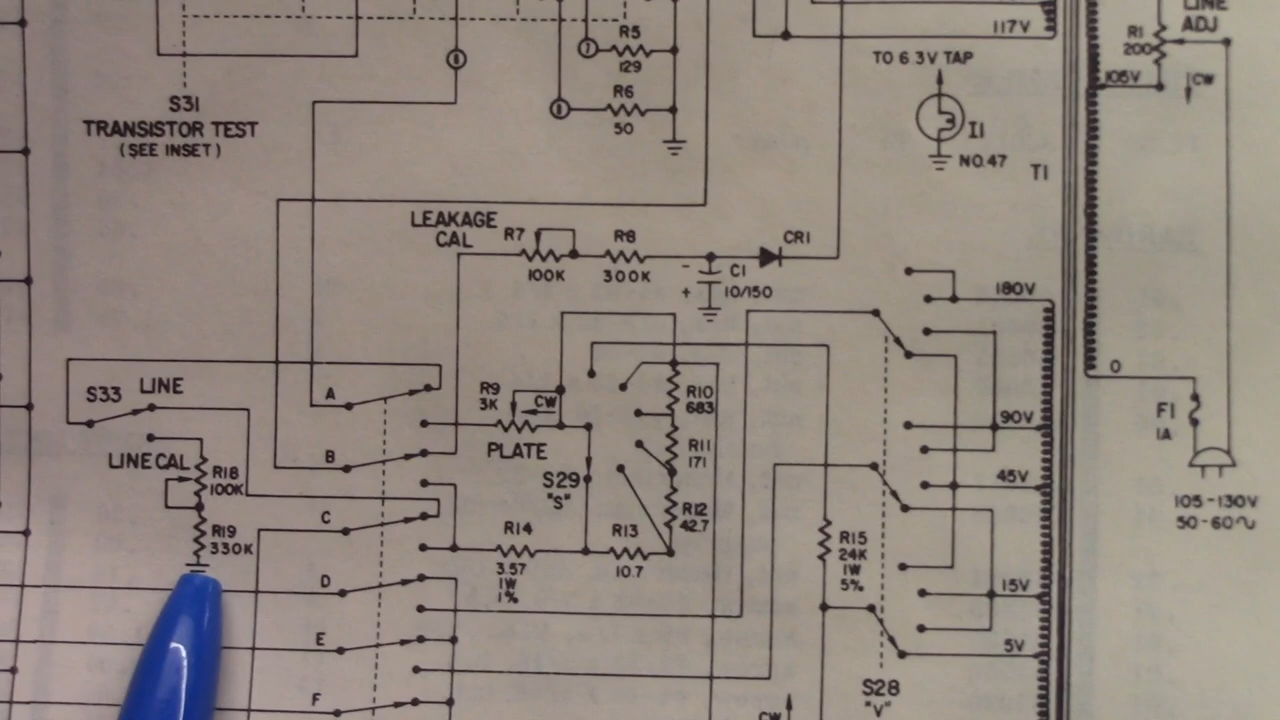 LINE
ADJ
R1
200
CW
105V
117V
R5
129
7
6
TO 6.3V TAP
R6
50
8
S31
TRANSISTOR TEST
(SEE INSET)
I1
NO.47
T1
LEAKAGE
CAL
R7
100K
R8
300K
CR1
-
+
C1
10/150
180V
0
S33
LINE
A
R9
3K
CW
PLATE
R10
683
90V
F1
1A
LINE CAL
R18
100K
B
R11
171
S29
"S"
45V
105-130V
50-60~
R19
330K
C
R14
3.57
1W
1%
R13
10.7
R12
42.7
R15
24K
1W
5%
D
15V
E
5V
F
S28
"V"
CW